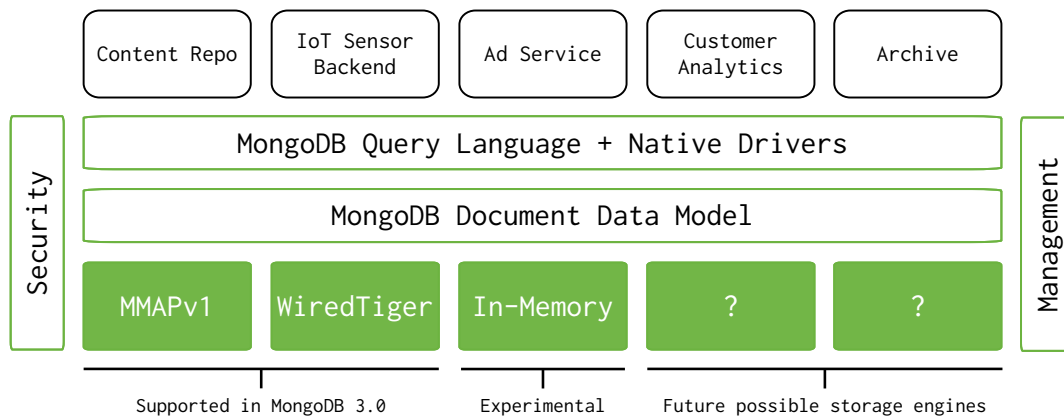 Content Repo
IoT Sensor
Backend
Ad Service
Customer
Analytics
Archive
Security
MongoDB Query Language + Native Drivers
Management
MongoDB Document Data Model
MMAPv1
WiredTiger
In-Memory
?
?
Supported in MongoDB 3.0
Experimental
Future possible storage engines